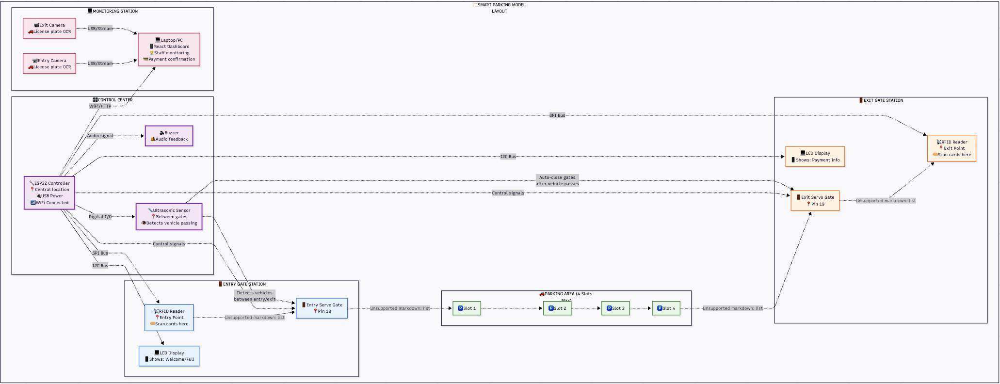 SMART PARKING MODEL
LAYOUT
MONITORING STATION
Exit Camera
License plate OCR
USB/Stream
Laptop/PC
React Dashboard
Staff monitoring
Payment confirmation
Entry Camera
License plate OCR
USB/Stream
CONTROL CENTER
WiFi/HTTP
Buzzer
Audio feedback
Audio signal
ESP32 Controller
Central location
USB Power
WiFi Connected
Digital I/O
Ultrasonic Sensor
Between gates
Detects vehicle passing
Control signals
SPI Bus
I2C Bus
SPI Bus
I2C Bus
Auto-close gates
after vehicle passes
Control signals
EXIT GATE STATION
RFID Reader
Exit Point
Scan cards here
LCD Display
Shows: Payment info
Exit Servo Gate
Pin 19
Unsupported markdown: list
ENTRY GATE STATION
Detects vehicles
between entry/exit
RFID Reader
Entry Point
Scan cards here
Unsupported markdown: list
Entry Servo Gate
Pin 18
LCD Display
Shows: Welcome/Full
Unsupported markdown: list
PARKING AREA (4 Slots
Max)
P Slot 1
P Slot 2
P Slot 3
P Slot 4
Unsupported markdown: list